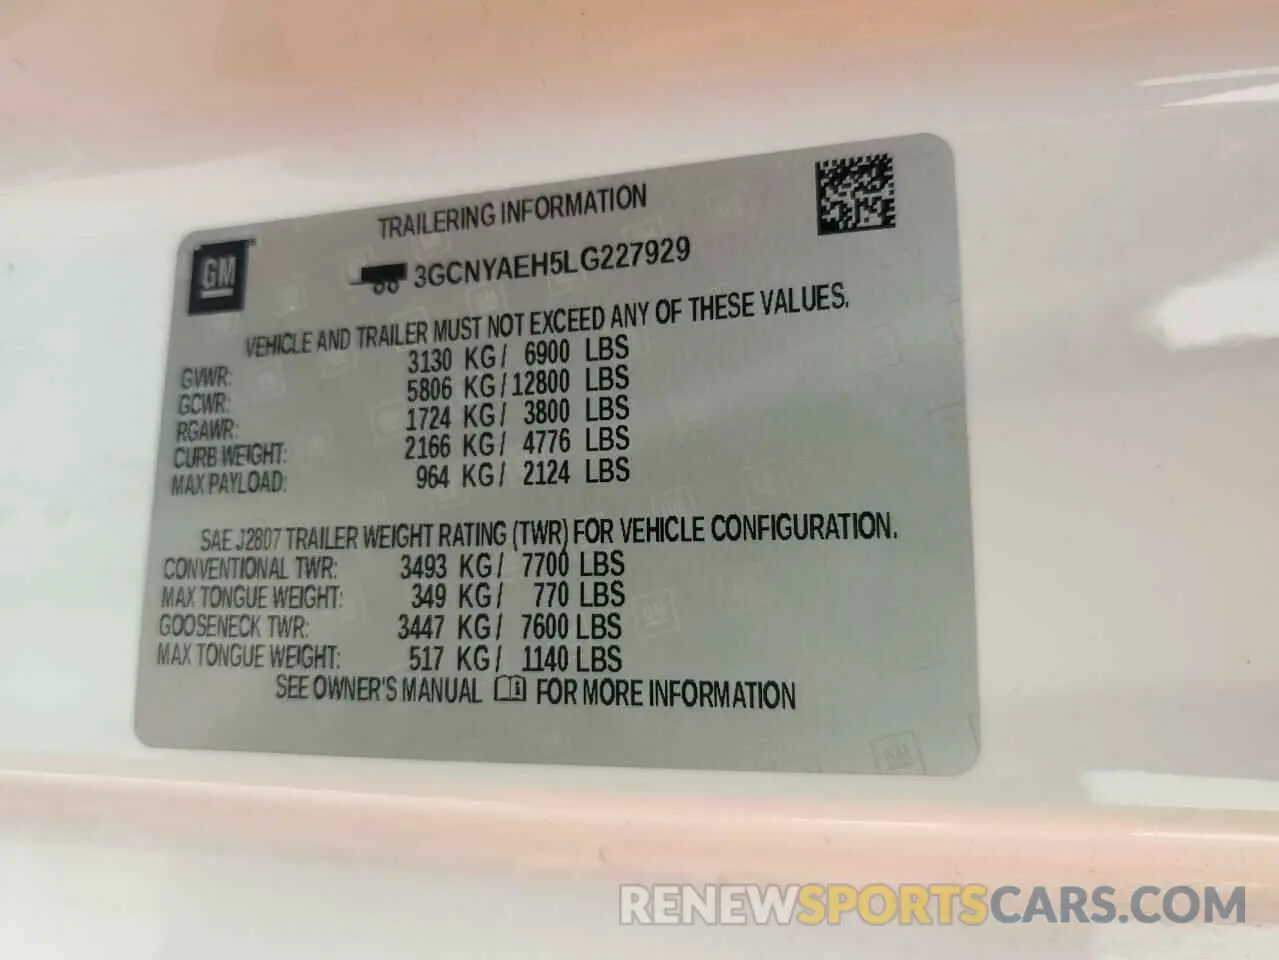 TRAILERING INFORMATION
GM
3GCNYAEH5LG227929
VEHICLE AND TRAILER MUST NOT EXCEED ANY OF THESE VALUES.
GVWR: 3130 KG/ 6900 LBS
GCWR: 5806 KG/12800 LBS
RGAWR: 1724 KG/ 3800 LBS
CURB WEIGHT: 2166 KG/ 4776 LBS
MAX PAYLOAD: 964 KG/ 2124 LBS
SAE J2807 TRAILER WEIGHT RATING (TWR) FOR VEHICLE CONFIGURATION.
CONVENTIONAL TWR: 3493 KG/ 7700 LBS
MAX TONGUE WEIGHT: 349 KG/ 770 LBS
GOOSENECK TWR: 3447 KG/ 7600 LBS
MAX TONGUE WEIGHT: 517 KG/ 1140 LBS
SEE OWNER'S MANUAL FOR MORE INFORMATION
RENEWSPORTSCARS.COM